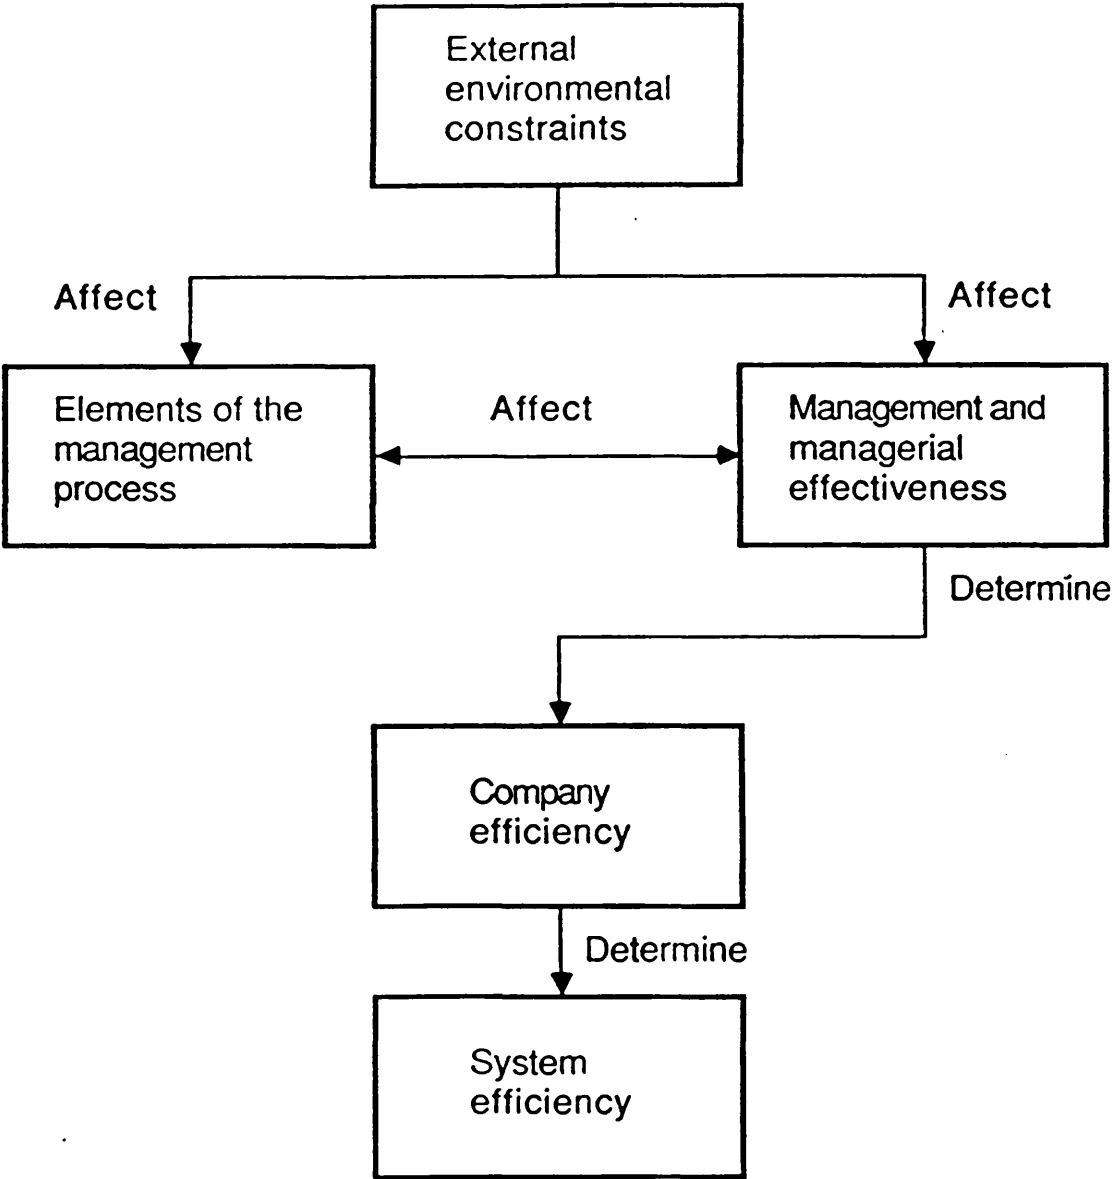 External
environmental
constraints
Affect
Affect
Elements of the
management
process
Affect
Management and
managerial
effectiveness
Determine
Company
efficiency
Determine
System
efficiency